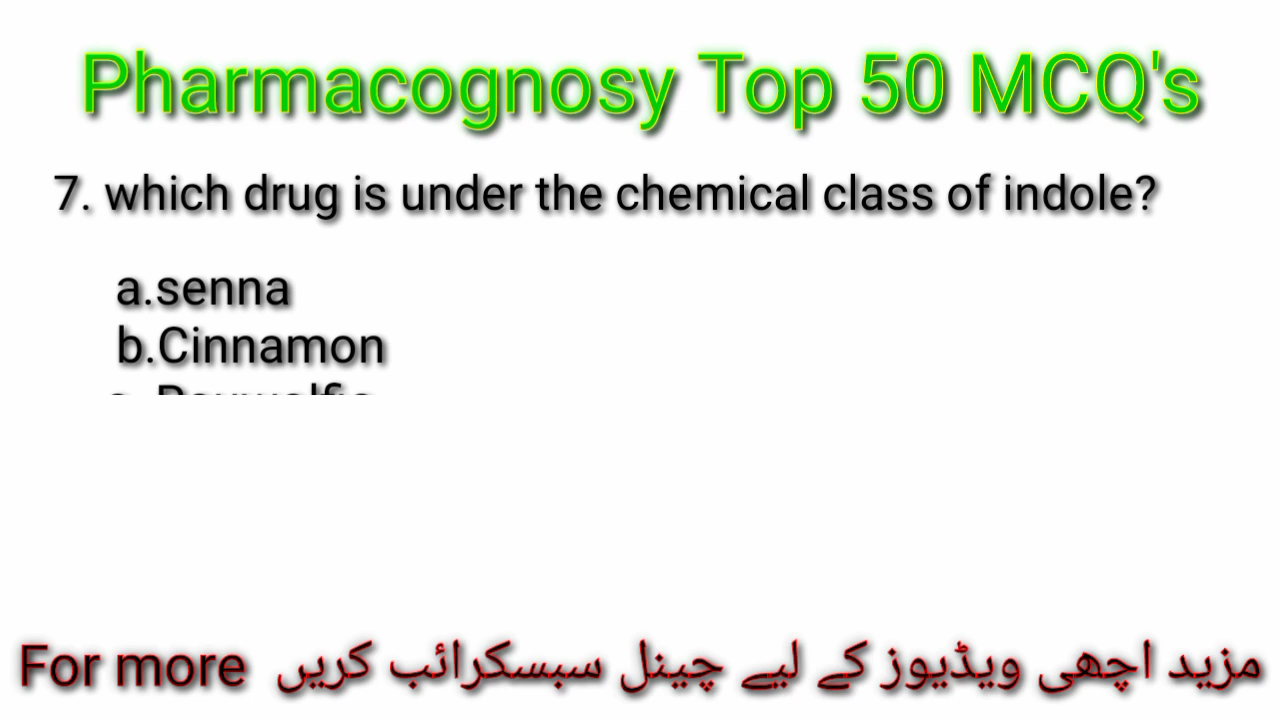 Pharmacognosy Top 50 MCQ's
7. which drug is under the chemical class of indole?
a.senna
b.Cinnamon
For more مزید اچھی ویڈیوز کے لیے چینل سبسکرائب کریں